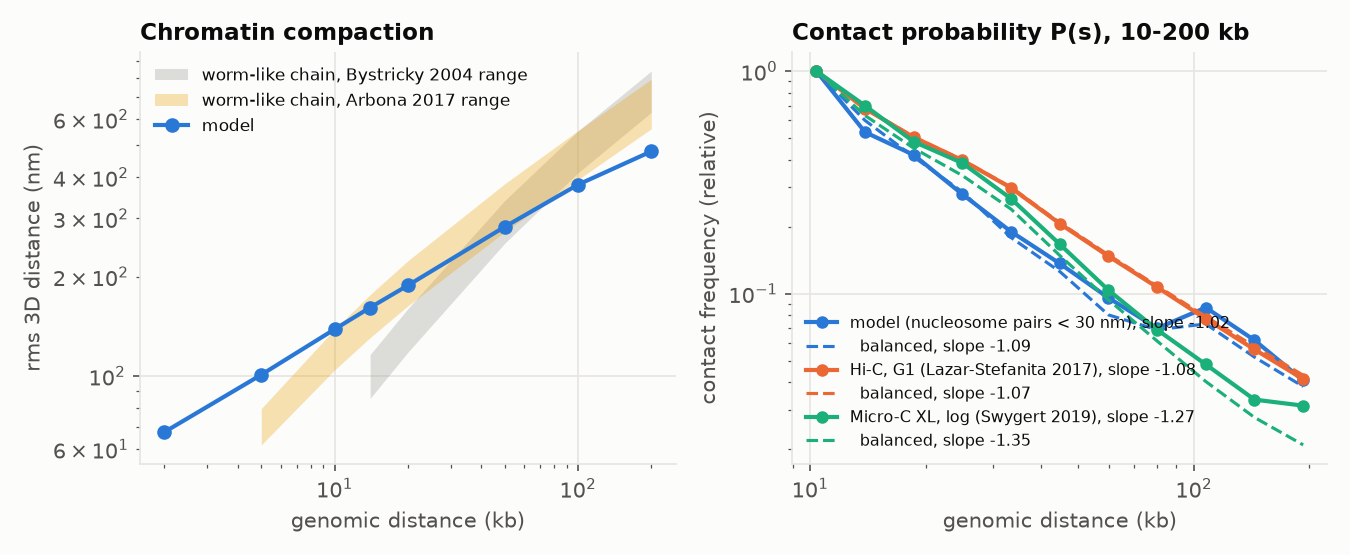 Chromatin compaction
worm-like chain, Bystricky 2004 range
worm-like chain, Arbona 2017 range
model
rms 3D distance (nm)
6 × 10²
4 × 10²
3 × 10²
2 × 10²
10²
6 × 10¹
10¹
10²
genomic distance (kb)
Contact probability P(s), 10-200 kb
contact frequency (relative)
10⁰
10⁻¹
model (nucleosome pairs < 30 nm), slope -1.02
balanced, slope -1.09
Hi-C, G1 (Lazar-Stefanita 2017), slope -1.08
balanced, slope -1.07
Micro-C XL, log (Swygert 2019), slope -1.27
balanced, slope -1.35
10¹
10²
genomic distance (kb)